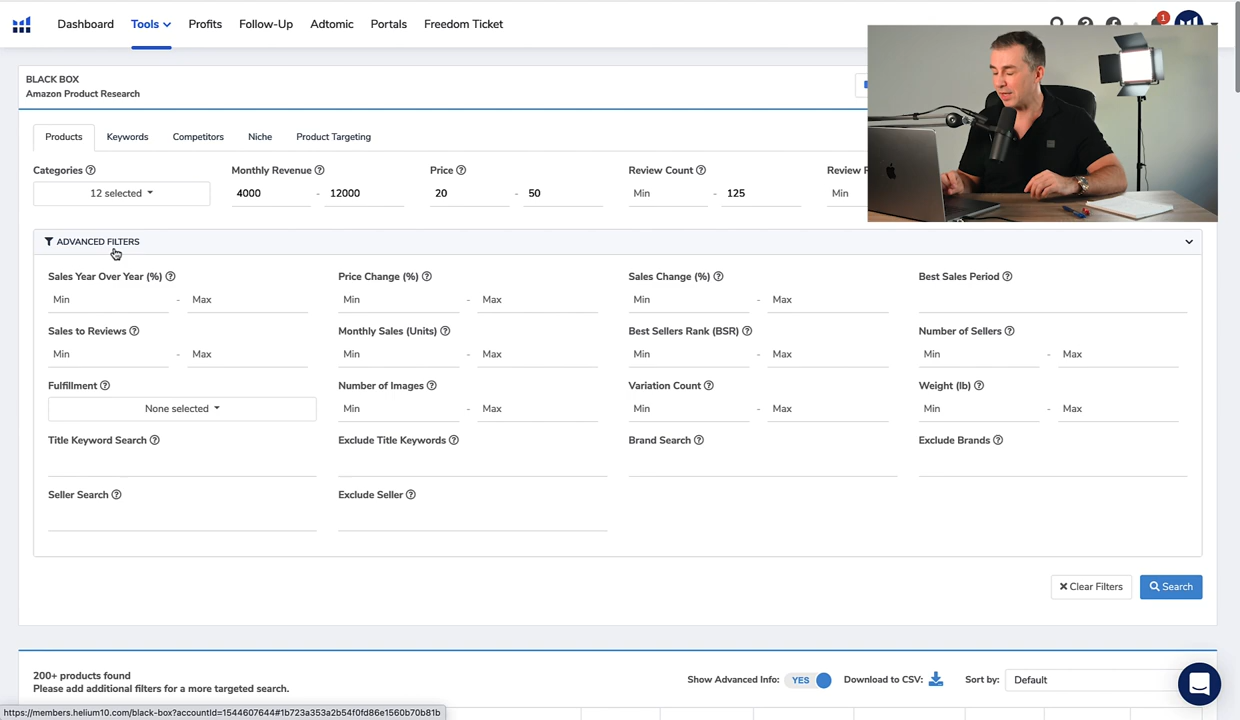 Dashboard Tools Profits Follow-Up Adtomic Portals Freedom Ticket
1
BLACK BOX
Amazon Product Research
Products Keywords Competitors Niche Product Targeting
Categories Monthly Revenue Price Review Count Review
12 selected 4000 - 12000 20 - 50 Min - 125 Min
ADVANCED FILTERS
Sales Year Over Year (%) Price Change (%) Sales Change (%) Best Sales Period
Min - Max Min - Max Min - Max
Sales to Reviews Monthly Sales (Units) Best Sellers Rank (BSR) Number of Sellers
Min - Max Min - Max Min - Max Min - Max
Fulfillment Number of Images Variation Count Weight (lb)
None selected Min - Max Min - Max Min - Max
Title Keyword Search Exclude Title Keywords Brand Search Exclude Brands
Seller Search Exclude Seller
Clear Filters Search
200+ products found
Please add additional filters for a more targeted search.
Show Advanced Info: YES Download to CSV: Sort by: Default
https://members.helium10.com/black-box?accountId=1544607644#1b723a353a2b54f0fd86e1560b70b81b